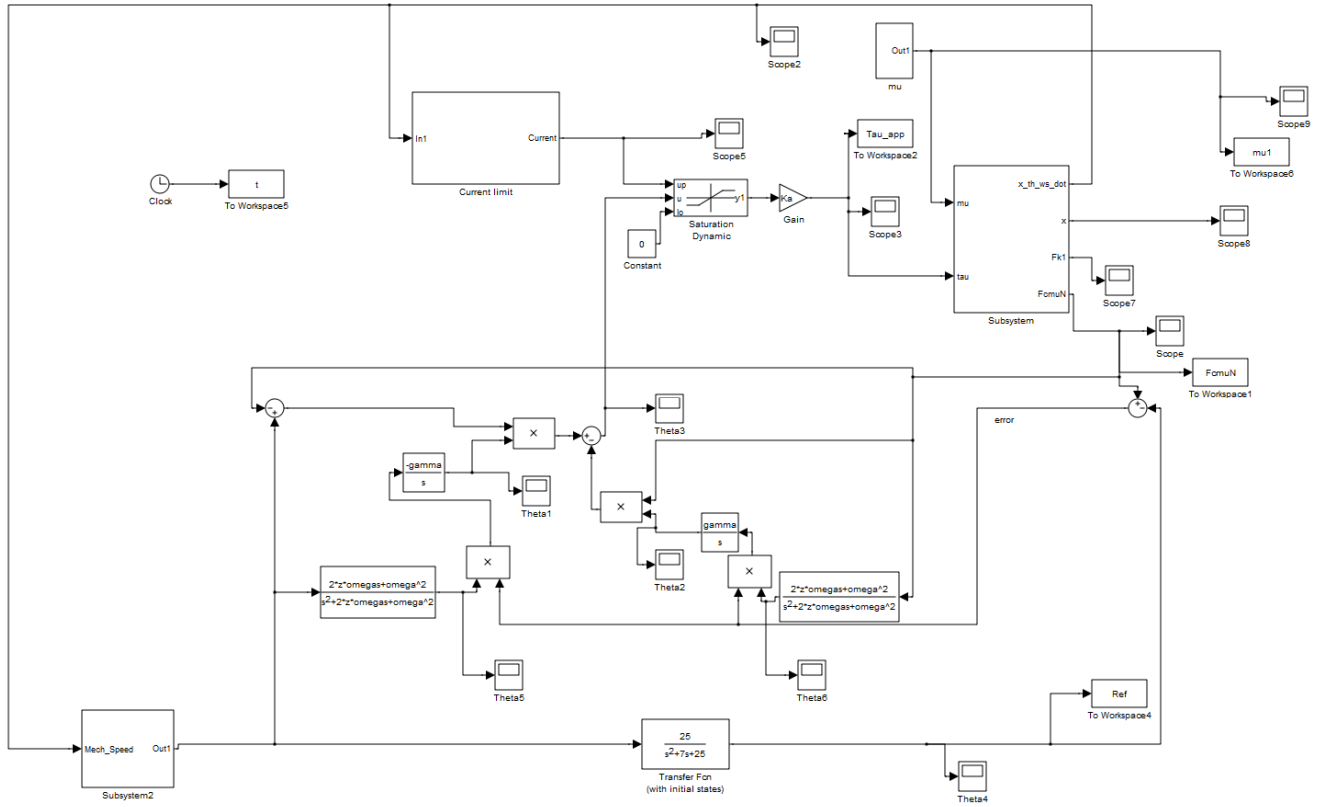 Scope2
Out1
mu
Scope9
mu1
To Workspace6
In1
Current
Current limit
Scope5
Tau_app
To Workspace2
t
Clock
To Workspace5
up
u
lo
y1
Saturation
Dynamic
Ka
Gain
Scope3
0
Constant
mu
tau
x_th_ws_dot
x
Fk1
FcmuN
Subsystem
Scope8
Scope7
Scope
FcmuN
To Workspace1
error
Theta3
×
-gamma
s
Theta1
×
gamma
s
Theta2
×
×
2*z*omegas+omega^2
s2+2*z*omegas+omega^2
2*z*omegas+omega^2
s2+2*z*omegas+omega^2
Theta5
Theta6
Ref
To Workspace4
Mech_Speed
Out1
Subsystem2
25
s2+7s+25
Transfer Fcn
(with initial states)
Theta4